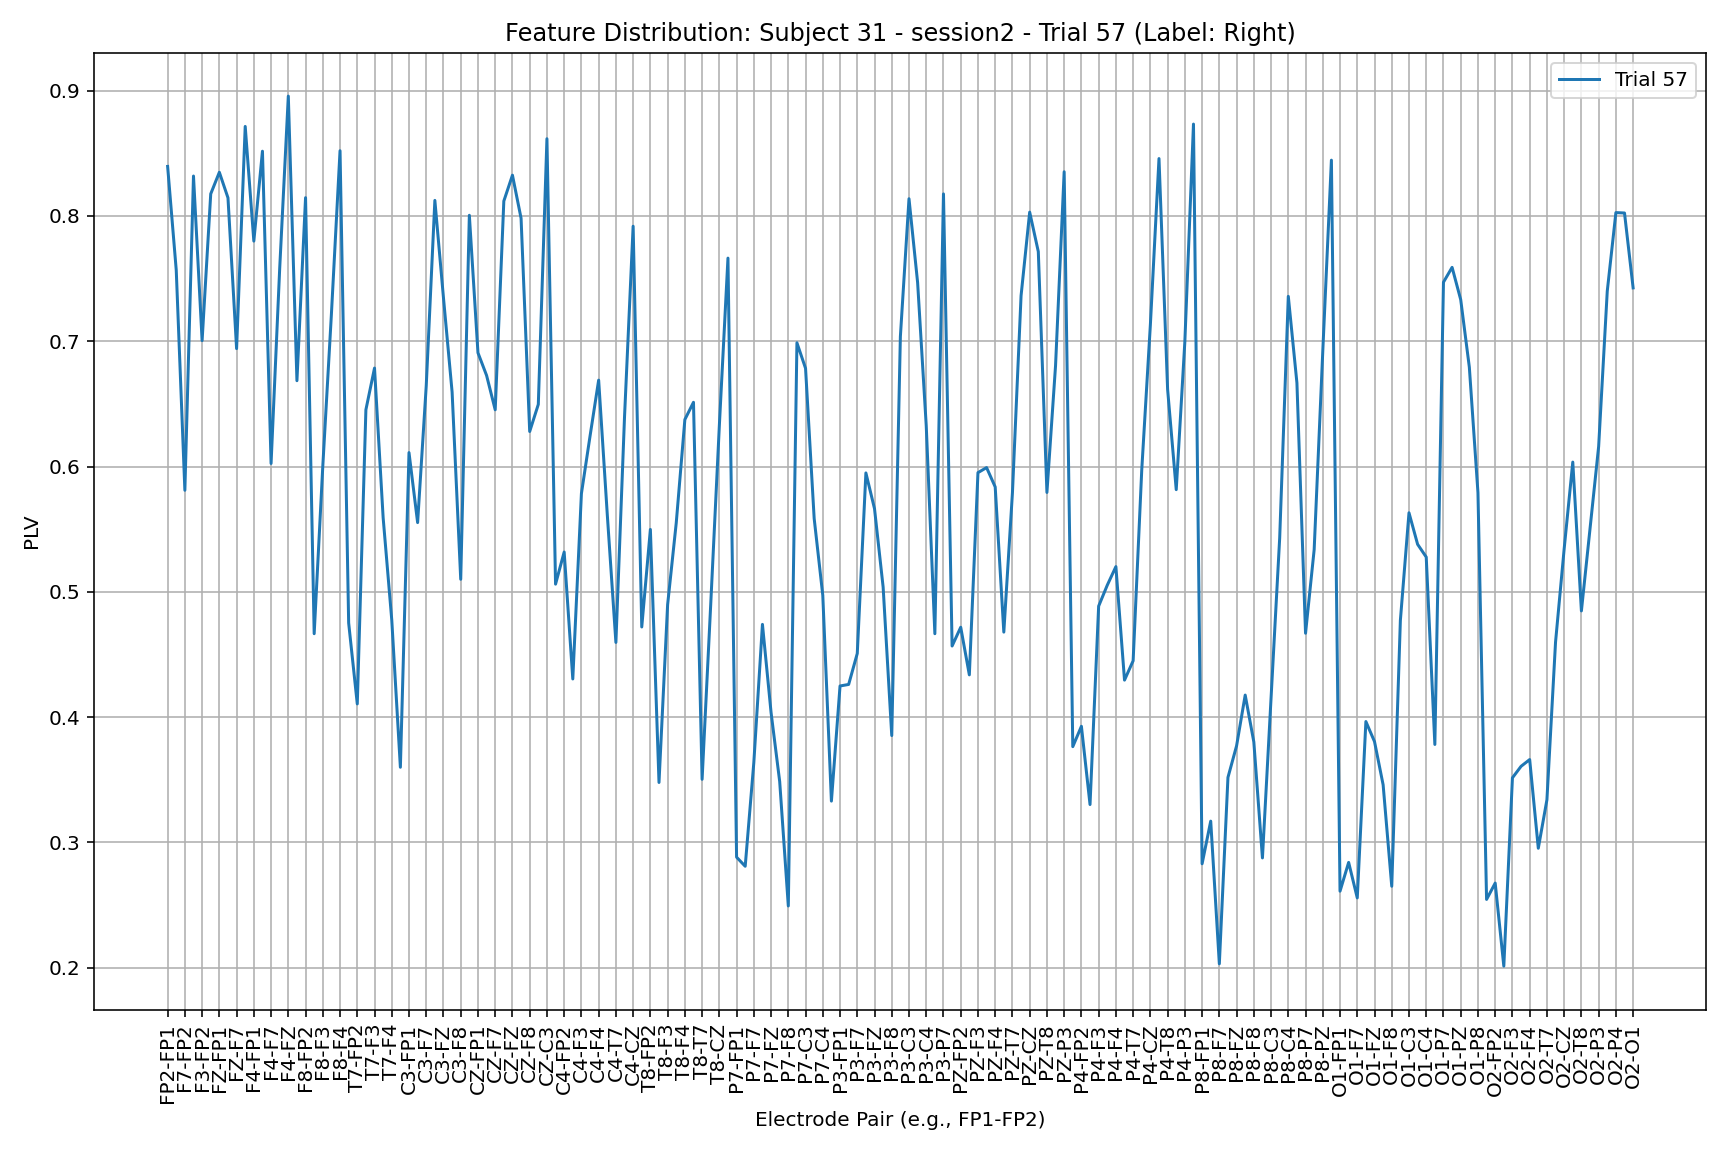 Feature Distribution: Subject 31 - session2 - Trial 57 (Label: Right)
Trial 57
PLV
0.9
0.8
0.7
0.6
0.5
0.4
0.3
0.2
FP2-FP1
F7-FP2
F3-FP2
FZ-FP1
FZ-F7
F4-FP1
F4-F7
F4-FZ
F8-FP2
F8-F3
F8-F4
T7-FP2
T7-F3
T7-F4
C3-FP1
C3-F7
C3-FZ
C3-F8
CZ-FP1
CZ-F7
CZ-FZ
CZ-F8
CZ-C3
C4-FP2
C4-F3
C4-F4
C4-T7
C4-CZ
T8-FP2
T8-F3
T8-F4
T8-T7
T8-CZ
P7-FP1
P7-F7
P7-FZ
P7-F8
P7-C3
P7-C4
P3-FP1
P3-F7
P3-FZ
P3-F8
P3-C3
P3-C4
P3-P7
PZ-FP2
PZ-F3
PZ-F4
PZ-T7
PZ-CZ
PZ-T8
PZ-P3
P4-FP2
P4-F3
P4-F4
P4-T7
P4-CZ
P4-T8
P4-P3
P8-FP1
P8-F7
P8-FZ
P8-F8
P8-C3
P8-C4
P8-P7
P8-PZ
O1-FP1
O1-F7
O1-FZ
O1-F8
O1-C3
O1-C4
O1-P7
O1-PZ
O1-P8
O2-FP2
O2-F3
O2-F4
O2-T7
O2-CZ
O2-T8
O2-P3
O2-P4
O2-O1
Electrode Pair (e.g., FP1-FP2)